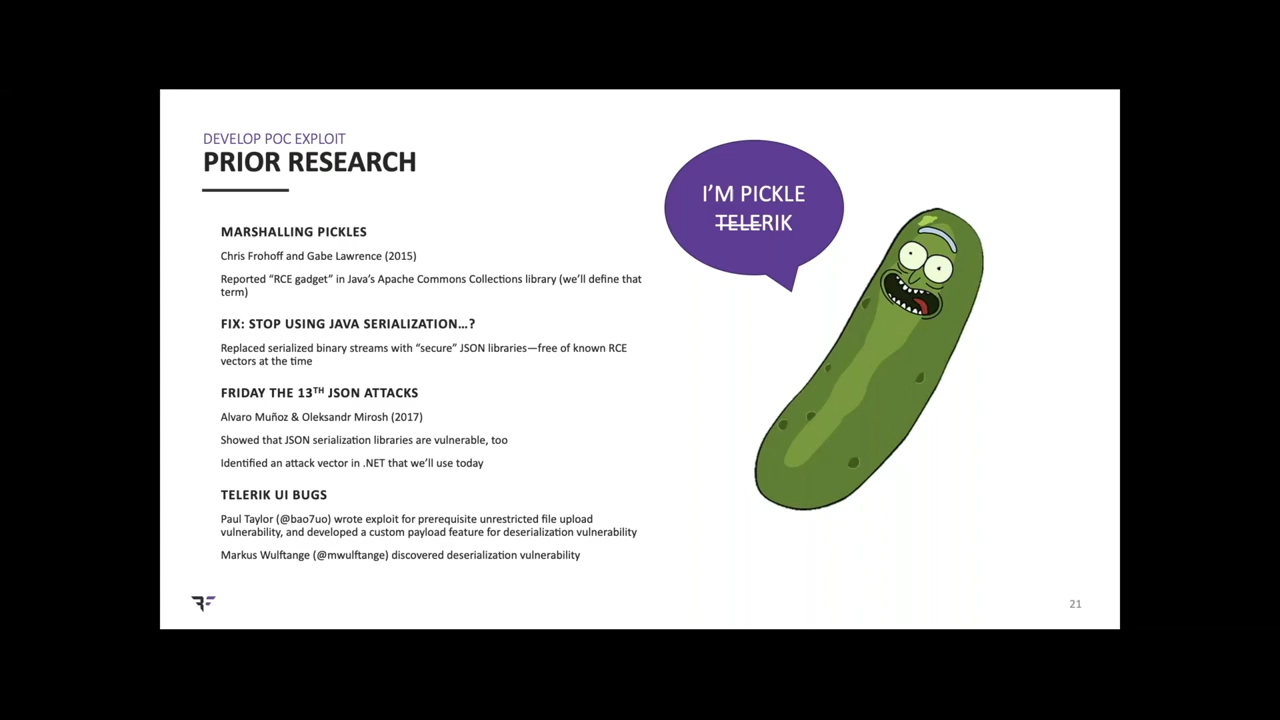 DEVELOP POC EXPLOIT
PRIOR RESEARCH
MARSHALLING PICKLES
Chris Frohoff and Gabe Lawrence (2015)
Reported “RCE gadget” in Java’s Apache Commons Collections library (we’ll define that
term)
FIX: STOP USING JAVA SERIALIZATION…?
Replaced serialized binary streams with “secure” JSON libraries—free of known RCE
vectors at the time
FRIDAY THE 13TH JSON ATTACKS
Alvaro Muñoz & Oleksandr Mirosh (2017)
Showed that JSON serialization libraries are vulnerable, too
Identified an attack vector in .NET that we’ll use today
TELERIK UI BUGS
Paul Taylor (@bao7uo) wrote exploit for prerequisite unrestricted file upload
vulnerability, and developed a custom payload feature for deserialization vulnerability
Markus Wulftange (@mwulftange) discovered deserialization vulnerability
I’M PICKLE
TELERIK
RF
21